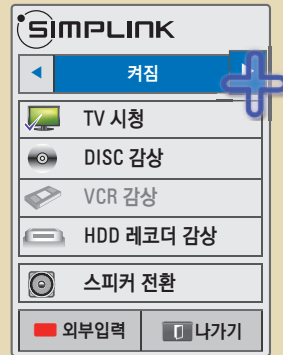 SIMPLINK
◀ 켜짐
TV 시청
DISC 감상
VCR 감상
HDD 레코더 감상
스피커 전환
외부입력 나가기